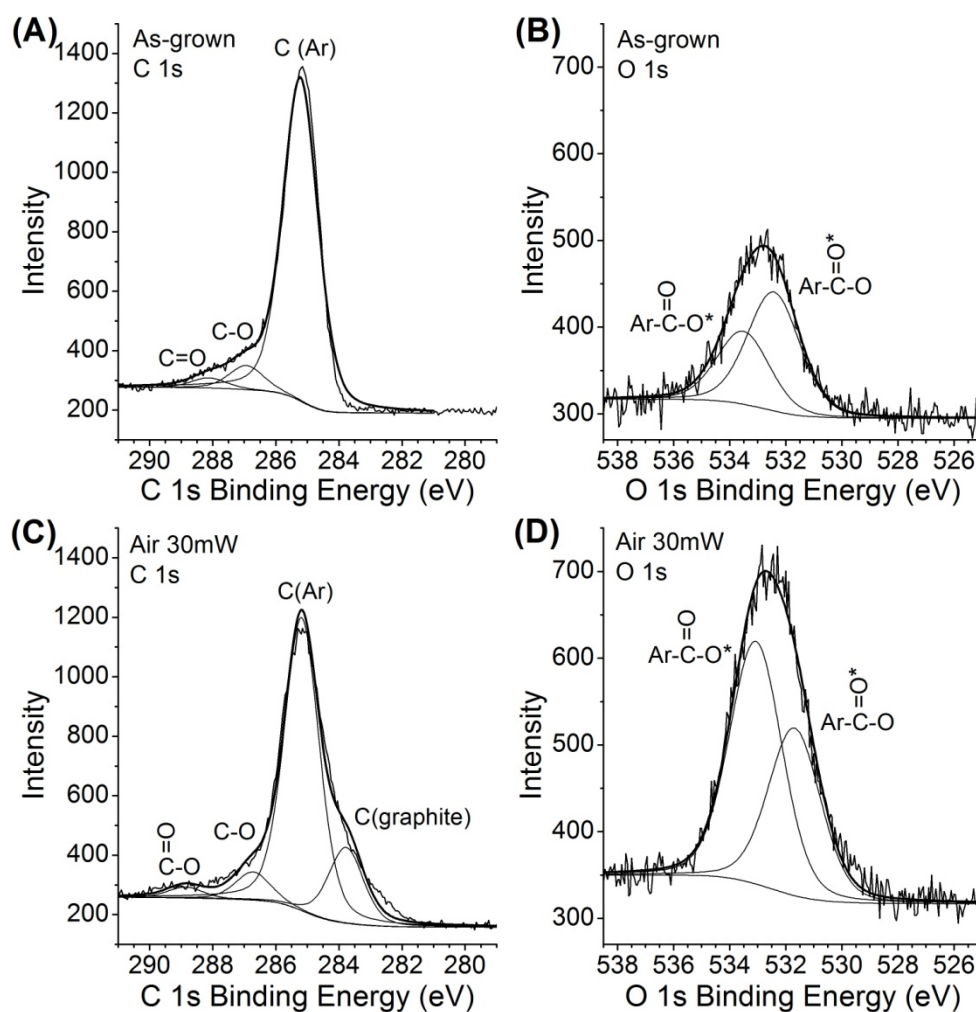 (A)
As-grown
C 1s
C (Ar)
C-O
C=O
1400
1200
1000
800
600
400
200
Intensity
290 288 286 284 282 280
C 1s Binding Energy (eV)
(B)
As-grown
O 1s
O
=
Ar-C-O*
*
O
=
Ar-C-O
700
600
500
400
300
Intensity
538 536 534 532 530 528 526
O 1s Binding Energy (eV)
(C)
Air 30mW
C 1s
C(Ar)
C(graphite)
C-O
O
=
C-O
1400
1200
1000
800
600
400
200
Intensity
290 288 286 284 282 280
C 1s Binding Energy (eV)
(D)
Air 30mW
O 1s
O
=
Ar-C-O*
*
O
=
Ar-C-O
700
600
500
400
300
Intensity
538 536 534 532 530 528 526
O 1s Binding Energy (eV)